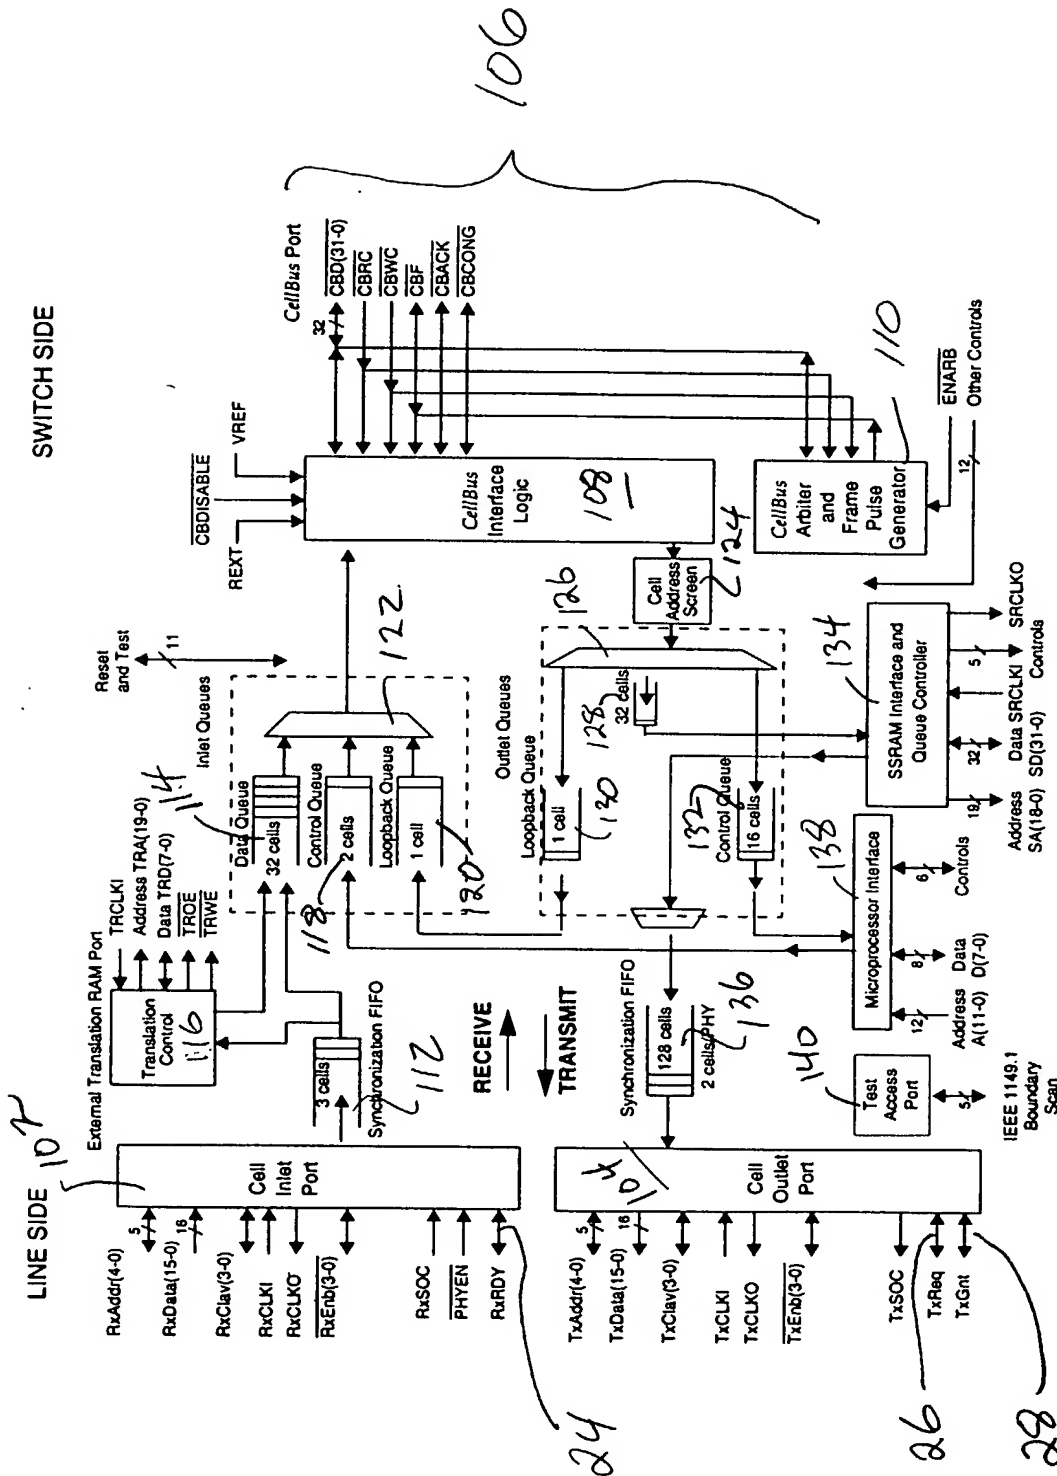 LINE SIDE
SWITCH SIDE
102
External Translation RAM Port
TRCLKI
Address TRA(19-0)
Data TRD(7-0)
TROE
TRWE
Translation
Control
116
Reset
and Test
11
REXT
CBDISABLE
VREF
CellBus Port
32
CBD(31-0)
CBRC
CBWC
CBF
CBACK
CBCONG
106
RxAddr(4-0)
5
RxData(15-0)
16
RxClav(3-0)
RxCLKI
RxCLKO
RxEnb(3-0)
RxSOC
PHYEN
RxRDY
24
Cell
Inlet
Port
3 cells
Synchronization FIFO
112
RECEIVE
TRANSMIT
Inlet Queues
Data Queue
32 cells
114
Control Queue
2 cells
118
Loopback Queue
1 cell
120
122
CellBus
Interface
Logic
108
Cell
Address
Screen
124
Outlet Queues
126
Loopback Queue
1 cell
130
32 cells
128
Control Queue
16 cells
132
CellBus
Arbiter
and
Frame
Pulse
Generator
110
ENARB
Other Controls
12
TxAddr(4-0)
5
TxData(15-0)
16
TxClav(3-0)
TxCLKI
TxCLKO
TxEnb(3-0)
TxSOC
TxReq
TxGnt
26
28
104
Cell
Outlet
Port
Synchronization FIFO
128 cells
2 cells/PHY
136
Test
Access
Port
140
5
IEEE 1149.1
Boundary
Scan
Microprocessor Interface
138
12
Address
A(11-0)
8
Data
D(7-0)
6
Controls
SSRAM Interface and
Queue Controller
134
19
Address
SA(18-0)
32
Data
SD(31-0)
SRCLKI
5
Controls
SRCLKO